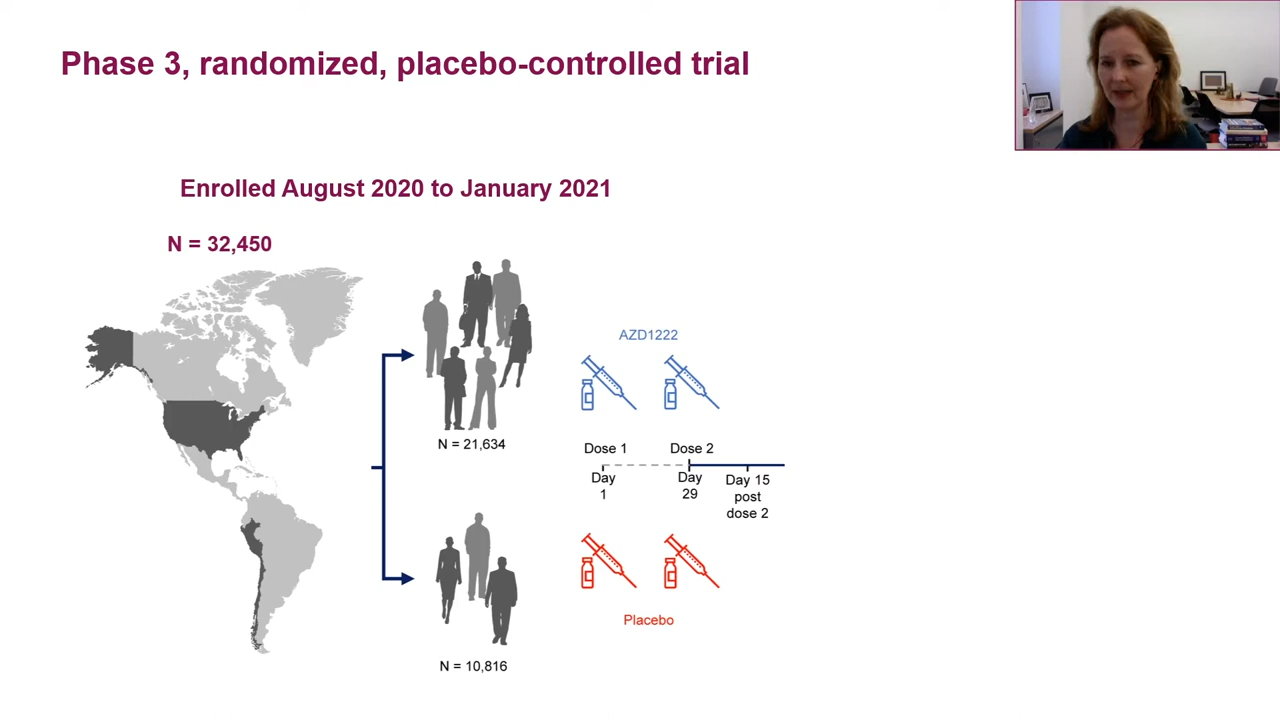 Phase 3, randomized, placebo-controlled trial
Enrolled August 2020 to January 2021
N = 32,450
AZD1222
N = 21,634
Dose 1
Dose 2
Day
1
Day
29
Day 15
post
dose 2
Placebo
N = 10,816